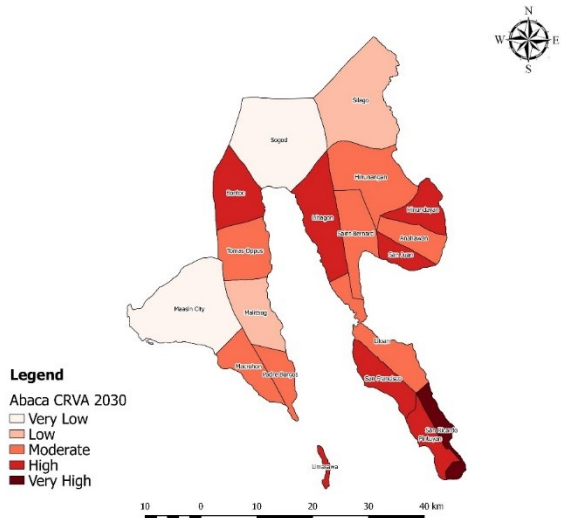 N
W E
S
Silago
Sogod
Hinunangan
Bontoc
Hinundayan
Libagon
Saint Bernard
Anahawan
Tomas Oppus
San Juan
Maasin City
Malitbog
Liloan
Macrohon
Padre Burgos
San Francisco
San Ricardo
Pintuyan
Limasawa
Legend
Abaca CRVA 2030
Very Low
Low
Moderate
High
Very High
10 0 10 20 30 40 km